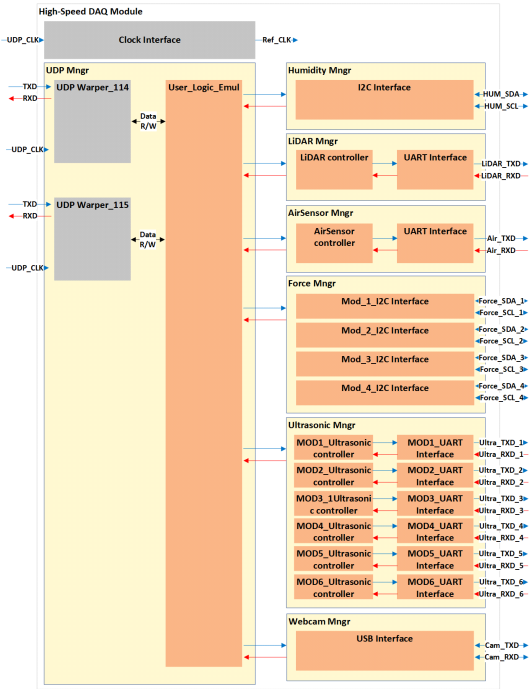 High-Speed DAQ Module
UDP_CLK
Clock Interface
Ref_CLK
UDP Mngr
TXD
RXD
UDP Warper_114
UDP_CLK
Data
R/W
User_Logic_Emul
TXD
RXD
UDP Warper_115
UDP_CLK
Data
R/W
Humidity Mngr
I2C Interface
HUM_SDA
HUM_SCL
LiDAR Mngr
LiDAR controller
UART Interface
LiDAR_TXD
LiDAR_RXD
AirSensor Mngr
AirSensor
controller
UART Interface
Air_TXD
Air_RXD
Force Mngr
Mod_1_I2C Interface
Force_SDA_1
Force_SCL_1
Mod_2_I2C Interface
Force_SDA_2
Force_SCL_2
Mod_3_I2C Interface
Force_SDA_3
Force_SCL_3
Mod_4_I2C Interface
Force_SDA_4
Force_SCL_4
Ultrasonic Mngr
MOD1_Ultrasonic
controller
MOD1_UART
Interface
Ultra_TXD_1
Ultra_RXD_1
MOD2_Ultrasonic
controller
MOD2_UART
Interface
Ultra_TXD_2
Ultra_RXD_2
MOD3_1Ultrasoni
c controller
MOD3_UART
Interface
Ultra_TXD_3
Ultra_RXD_3
MOD4_Ultrasonic
controller
MOD4_UART
Interface
Ultra_TXD_4
Ultra_RXD_4
MOD5_Ultrasonic
controller
MOD5_UART
Interface
Ultra_TXD_5
Ultra_RXD_5
MOD6_Ultrasonic
controller
MOD6_UART
Interface
Ultra_TXD_6
Ultra_RXD_6
Webcam Mngr
USB Interface
Cam_TXD
Cam_RXD